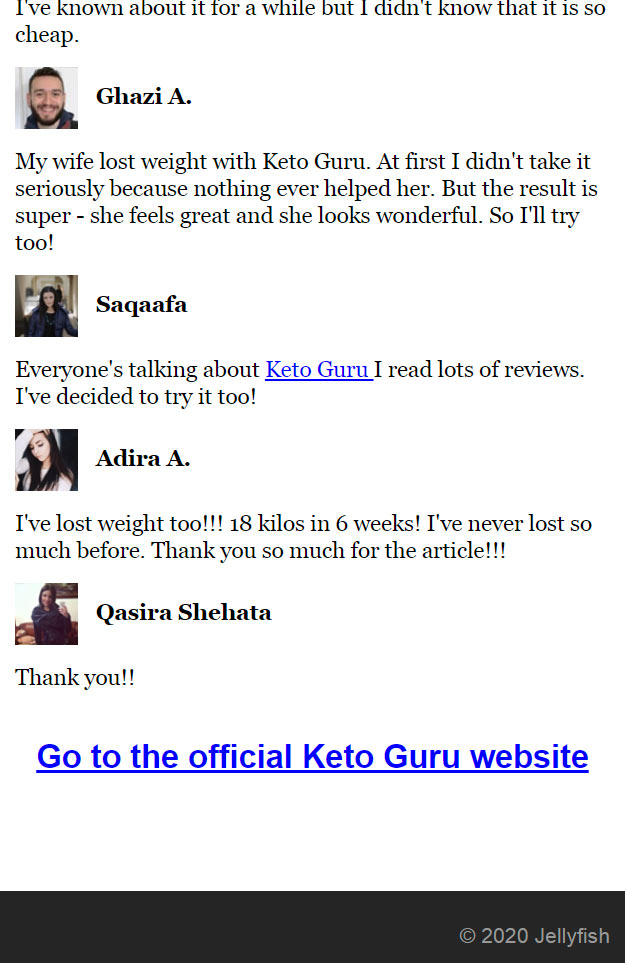 I've known about it for a while but I didn't know that it is so
cheap.
Ghazi A.
My wife lost weight with Keto Guru. At first I didn't take it
seriously because nothing ever helped her. But the result is
super - she feels great and she looks wonderful. So I'll try
too!
Saqaafa
Everyone's talking about Keto Guru I read lots of reviews.
I've decided to try it too!
Adira A.
I've lost weight too!!! 18 kilos in 6 weeks! I've never lost so
much before. Thank you so much for the article!!!
Qasira Shehata
Thank you!!
Go to the official Keto Guru website
© 2020 Jellyfish